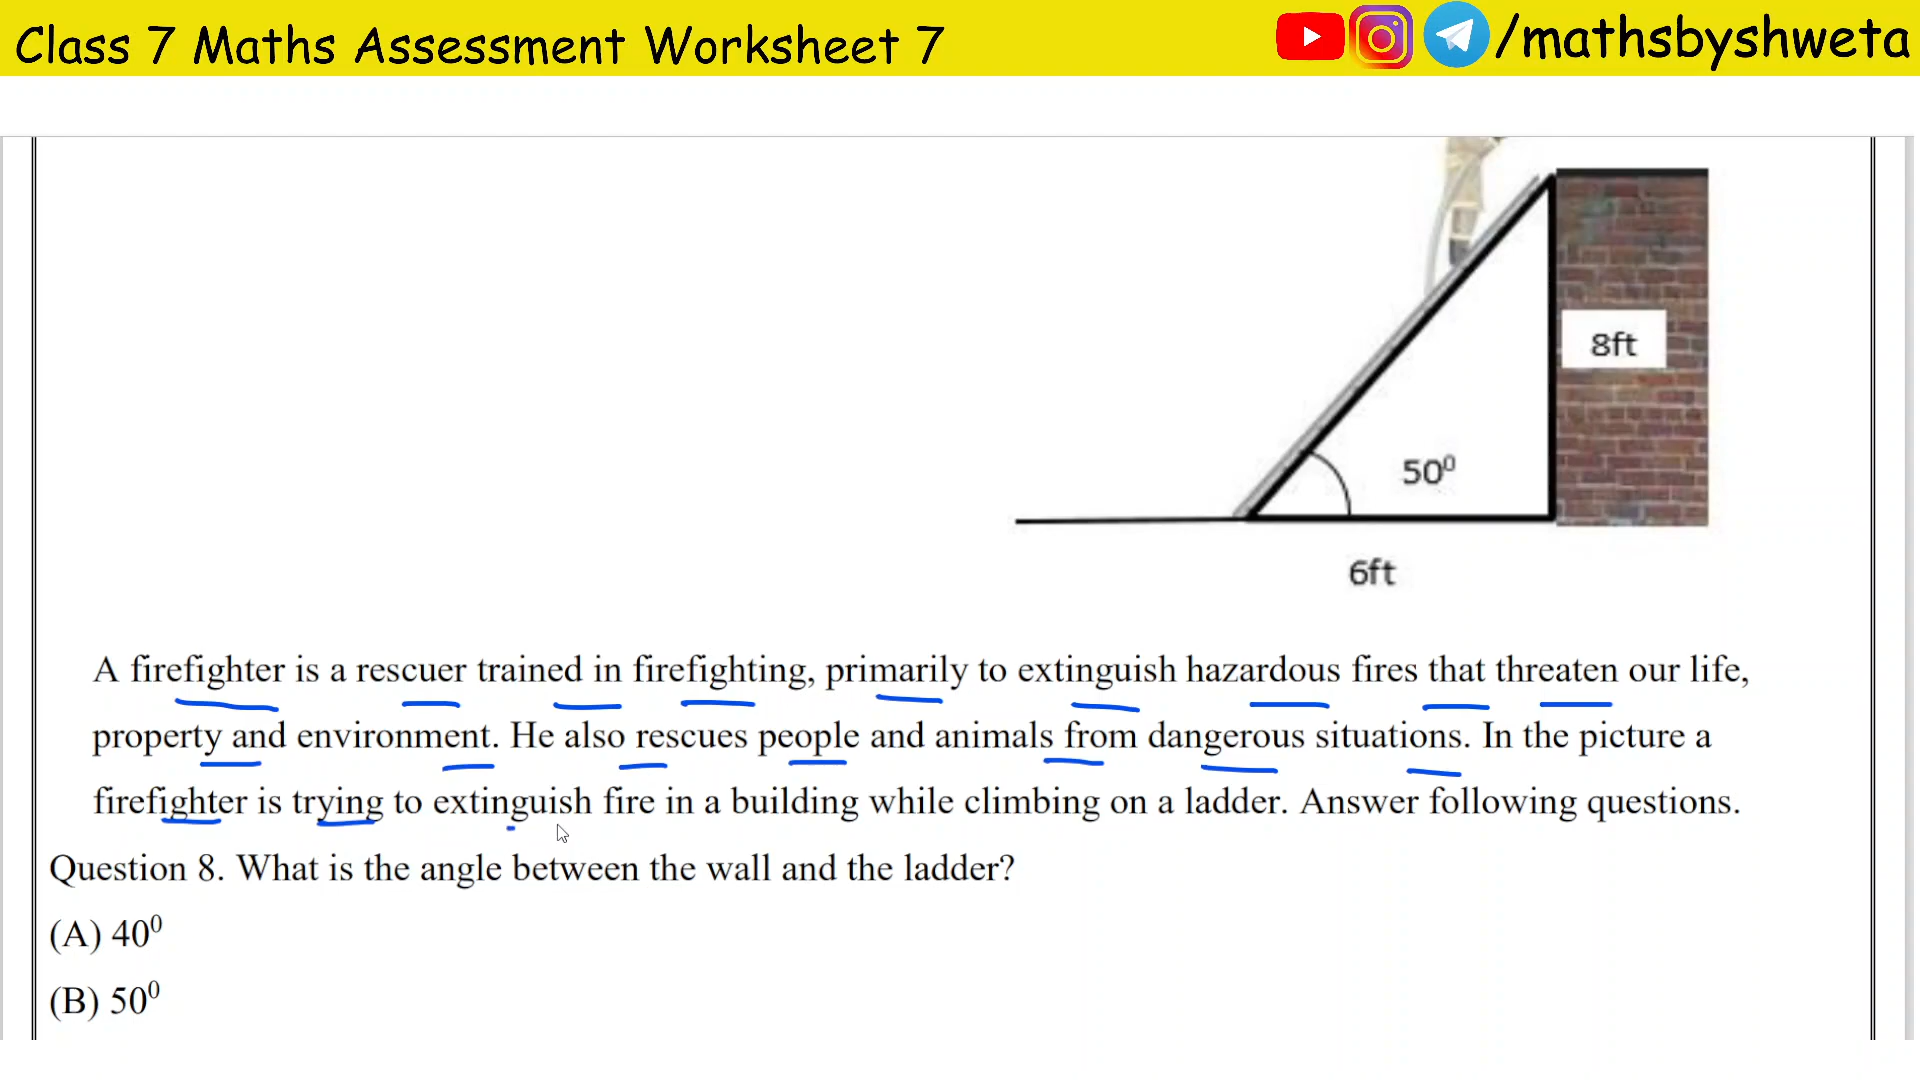 Class 7 Maths Assessment Worksheet 7
/mathsbyshweta
8ft
50⁰
6ft
A firefighter is a rescuer trained in firefighting, primarily to extinguish hazardous fires that threaten our life,
property and environment. He also rescues people and animals from dangerous situations. In the picture a
firefighter is trying to extinguish fire in a building while climbing on a ladder. Answer following questions.
Question 8. What is the angle between the wall and the ladder?
(A) 40⁰
(B) 50⁰